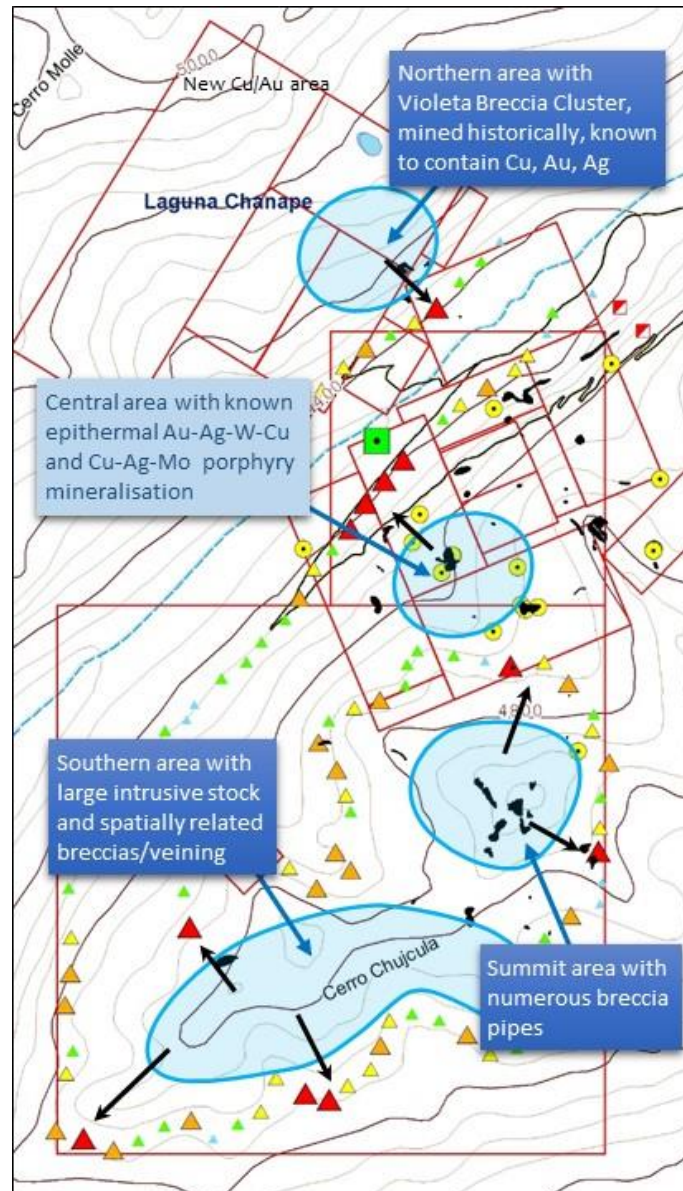 Cerro Molle
5000
New Cu/Au area
Northern area with
Violeta Breccia Cluster,
mined historically, known
to contain Cu, Au, Ag
Laguna Chanape
4900
Central area with known
epithermal Au-Ag-W-Cu
and Cu-Ag-Mo porphyry
mineralisation
4800
Southern area with
large intrusive stock
and spatially related
breccias/veining
Cerro Chujcula
Summit area with
numerous breccia
pipes